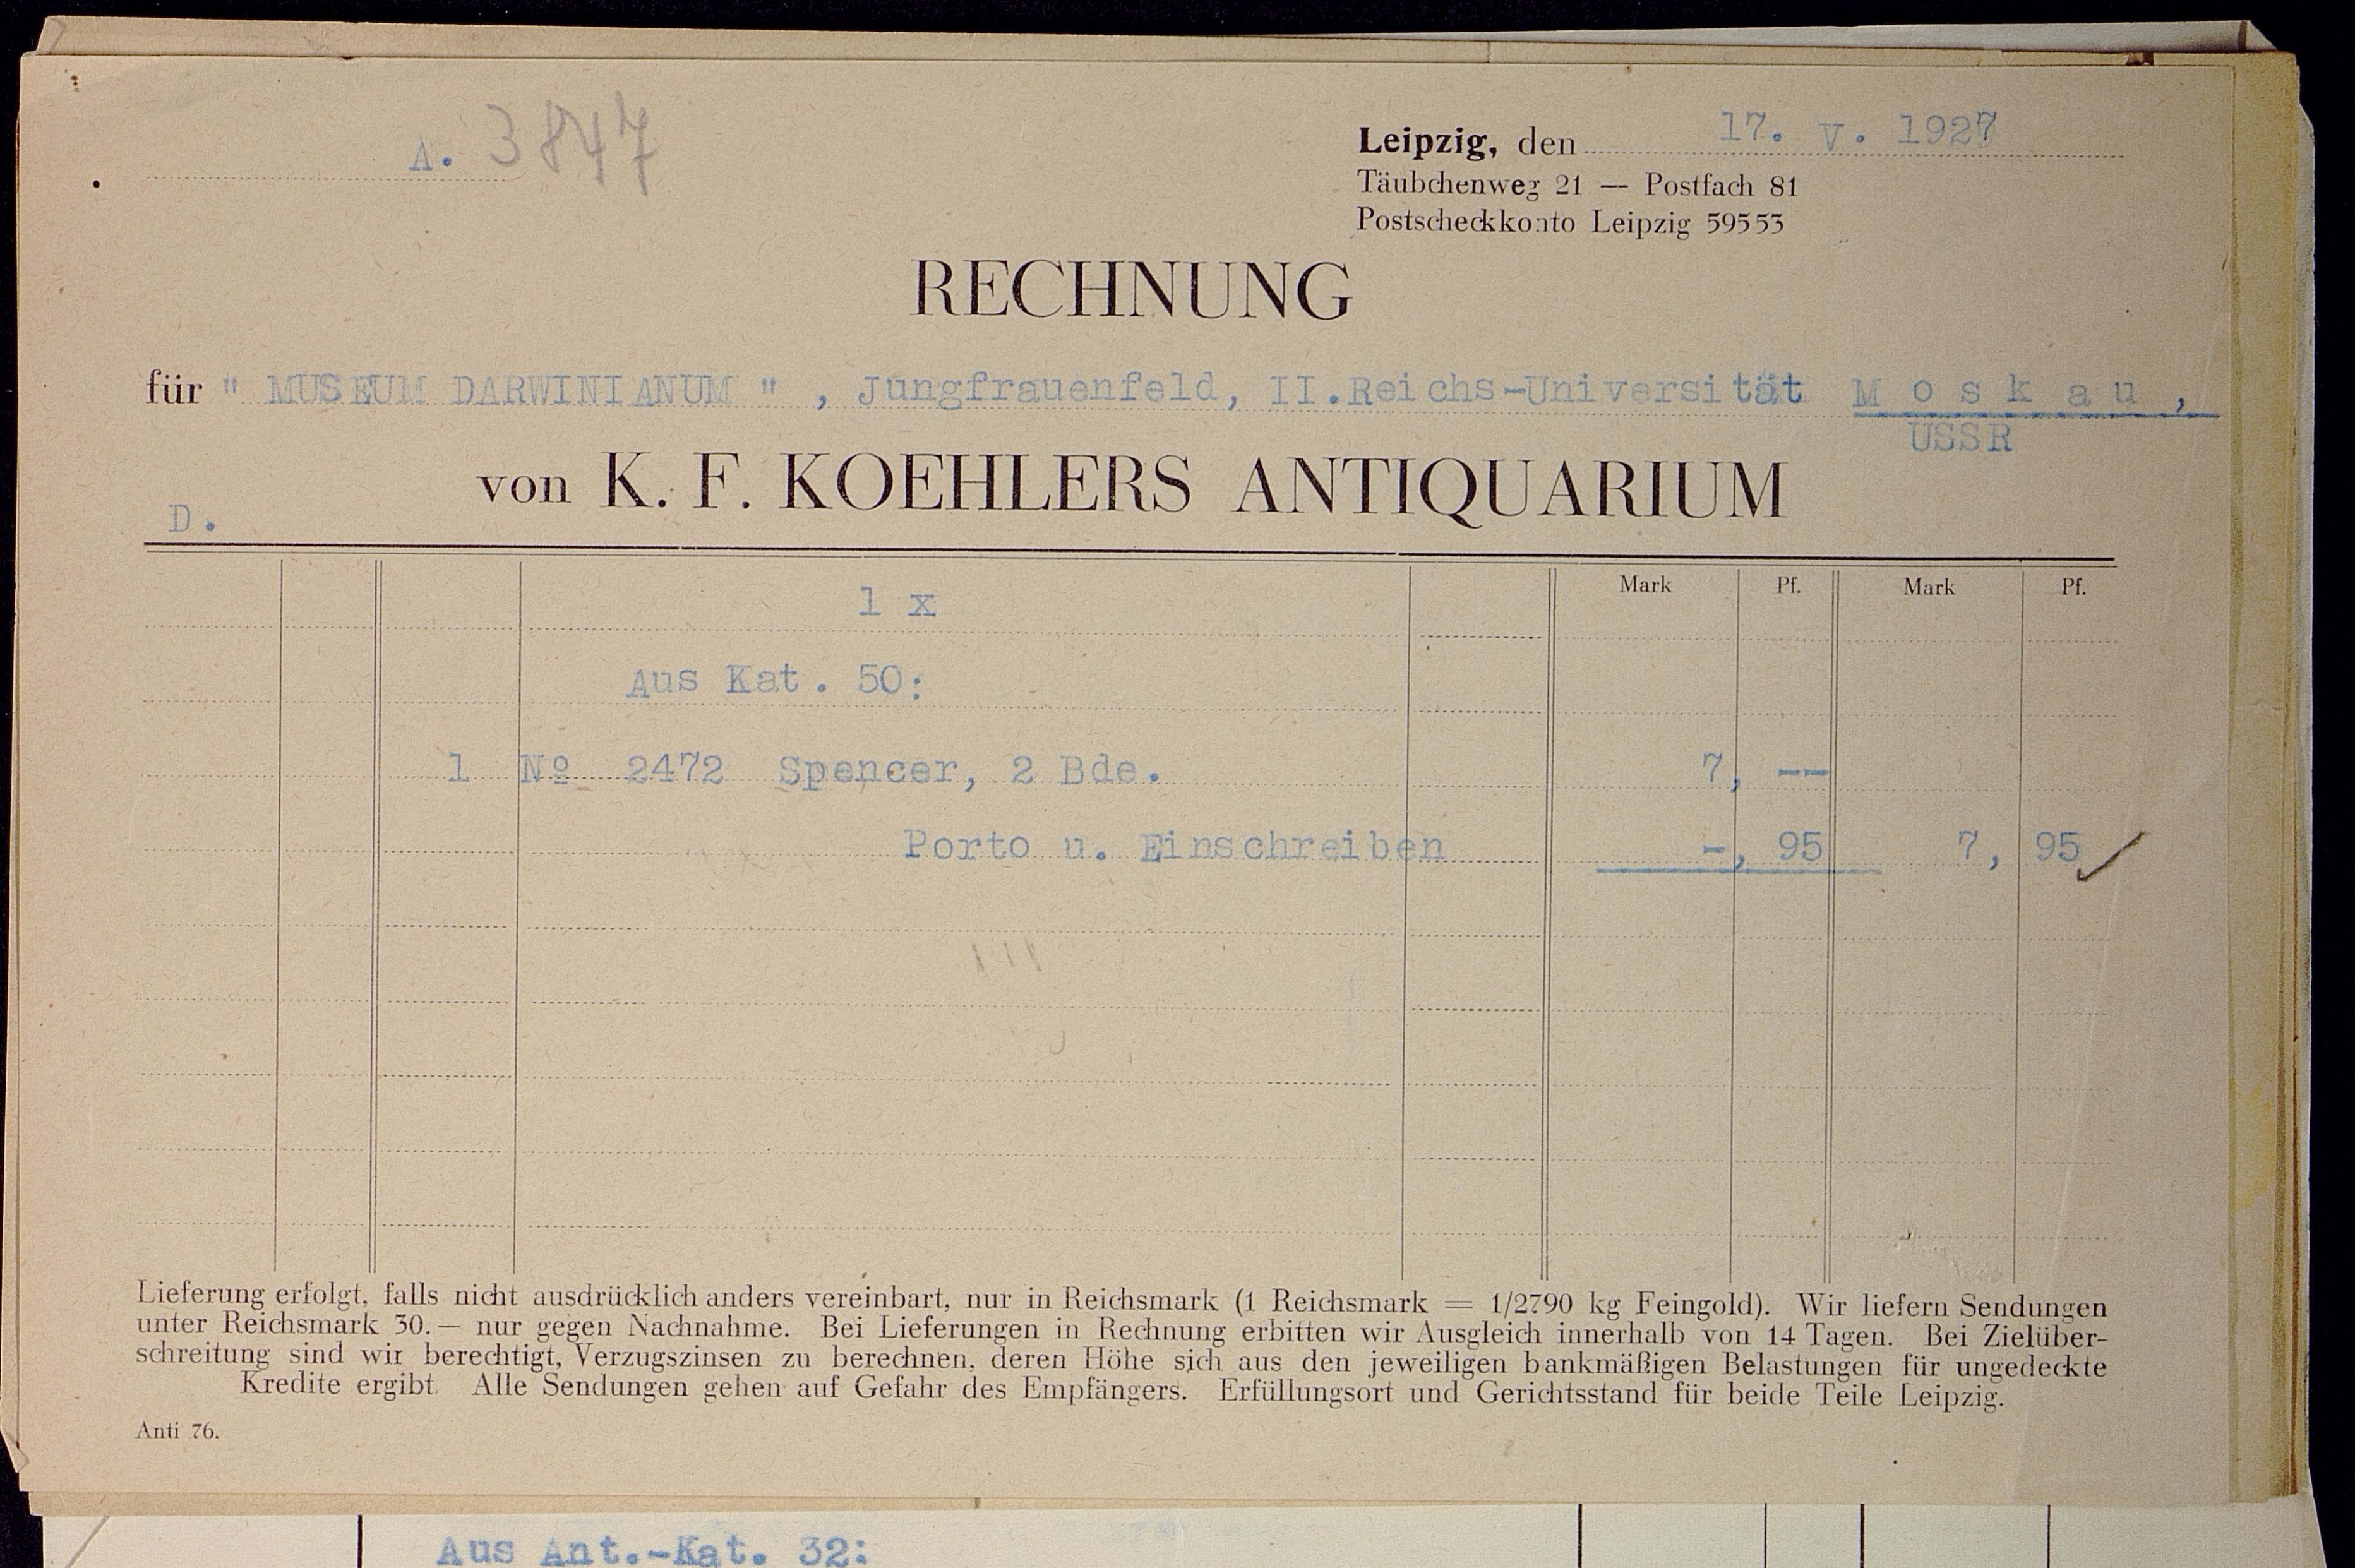 A. 3847
Leipzig, den 17. V. 1927
Täubchenweg 21 — Postfach 81
Postscheckkonto Leipzig 59553
RECHNUNG
für " MUSEUM DARWINIANUM " , Jungfrauenfeld, II.Reichs-Universität M o s k a u ,
USSR
von K. F. KOEHLERS ANTIQUARIUM
D.
Mark Pf. Mark Pf.
1 x
Aus Kat. 50:
1 Nº 2472 Spencer, 2 Bde. 7, --
Porto u. Einschreiben -, 95 7, 95
Lieferung erfolgt, falls nicht ausdrücklich anders vereinbart, nur in Reichsmark (1 Reichsmark = 1/2790 kg Feingold). Wir liefern Sendungen
unter Reichsmark 30.— nur gegen Nachnahme. Bei Lieferungen in Rechnung erbitten wir Ausgleich innerhalb von 14 Tagen. Bei Zielüber-
schreitung sind wir berechtigt, Verzugszinsen zu berechnen, deren Höhe sich aus den jeweiligen bankmäßigen Belastungen für ungedeckte
Kredite ergibt. Alle Sendungen gehen auf Gefahr des Empfängers. Erfüllungsort und Gerichtsstand für beide Teile Leipzig.
Anti 76.
Aus Ant.-Kat. 32: